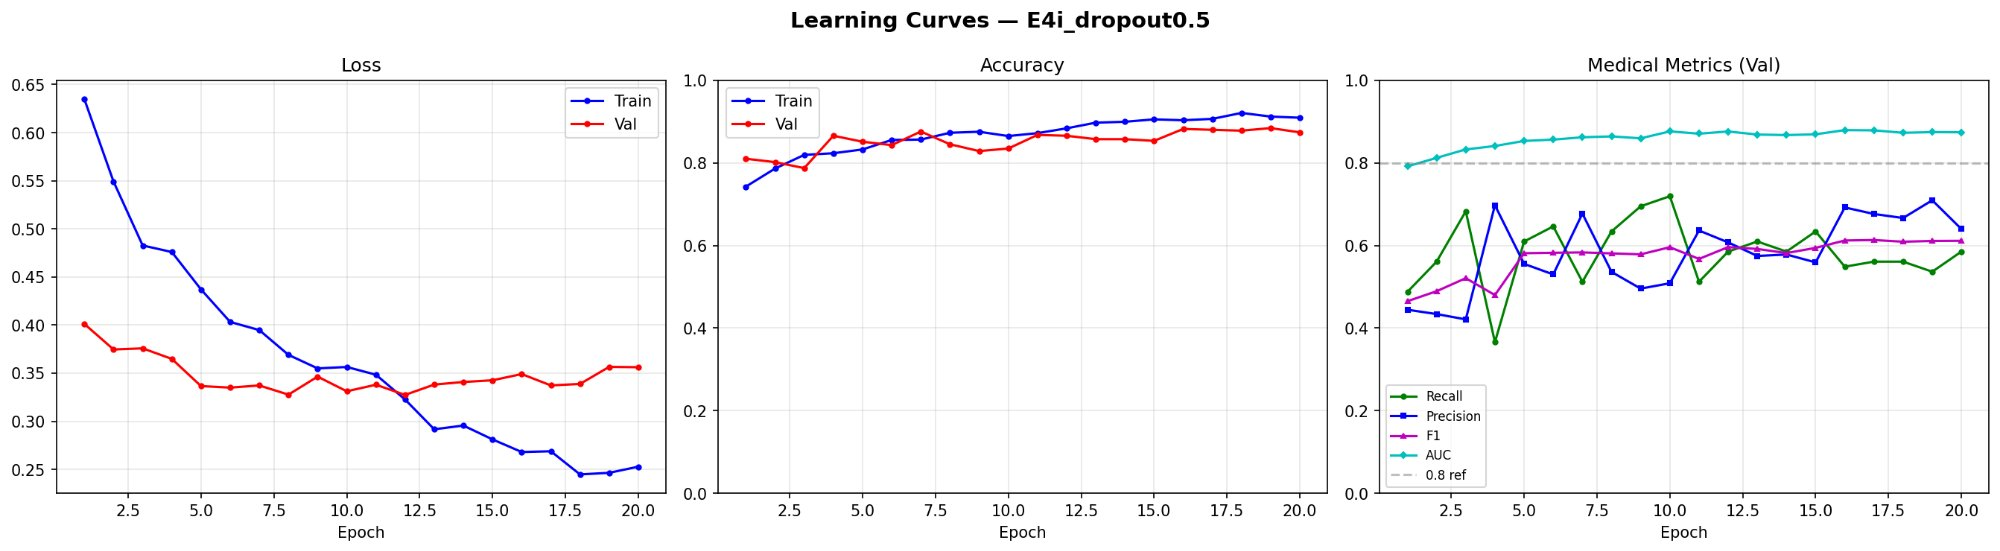 Learning Curves — E4i_dropout0.5
Loss
0.65
0.60
0.55
0.50
0.45
0.40
0.35
0.30
0.25
Train
Val
2.5 5.0 7.5 10.0 12.5 15.0 17.5 20.0
Epoch
Accuracy
1.0
0.8
0.6
0.4
0.2
0.0
Train
Val
2.5 5.0 7.5 10.0 12.5 15.0 17.5 20.0
Epoch
Medical Metrics (Val)
1.0
0.8
0.6
0.4
0.2
0.0
Recall
Precision
F1
AUC
0.8 ref
2.5 5.0 7.5 10.0 12.5 15.0 17.5 20.0
Epoch